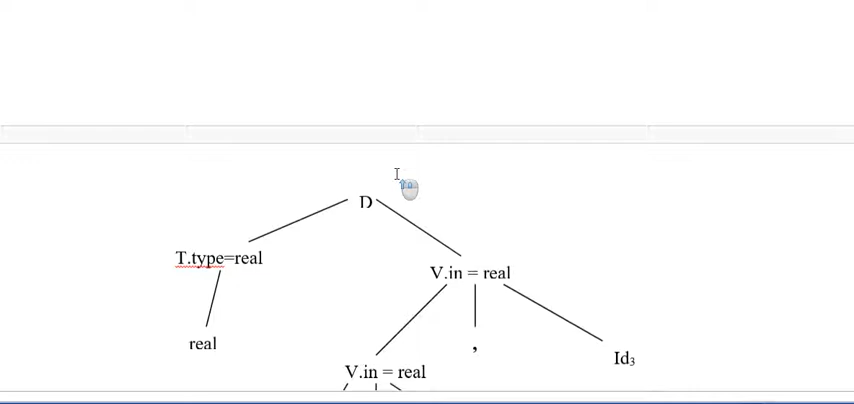 D
T.type=real
V.in = real
real
,
Id₃
V.in = real